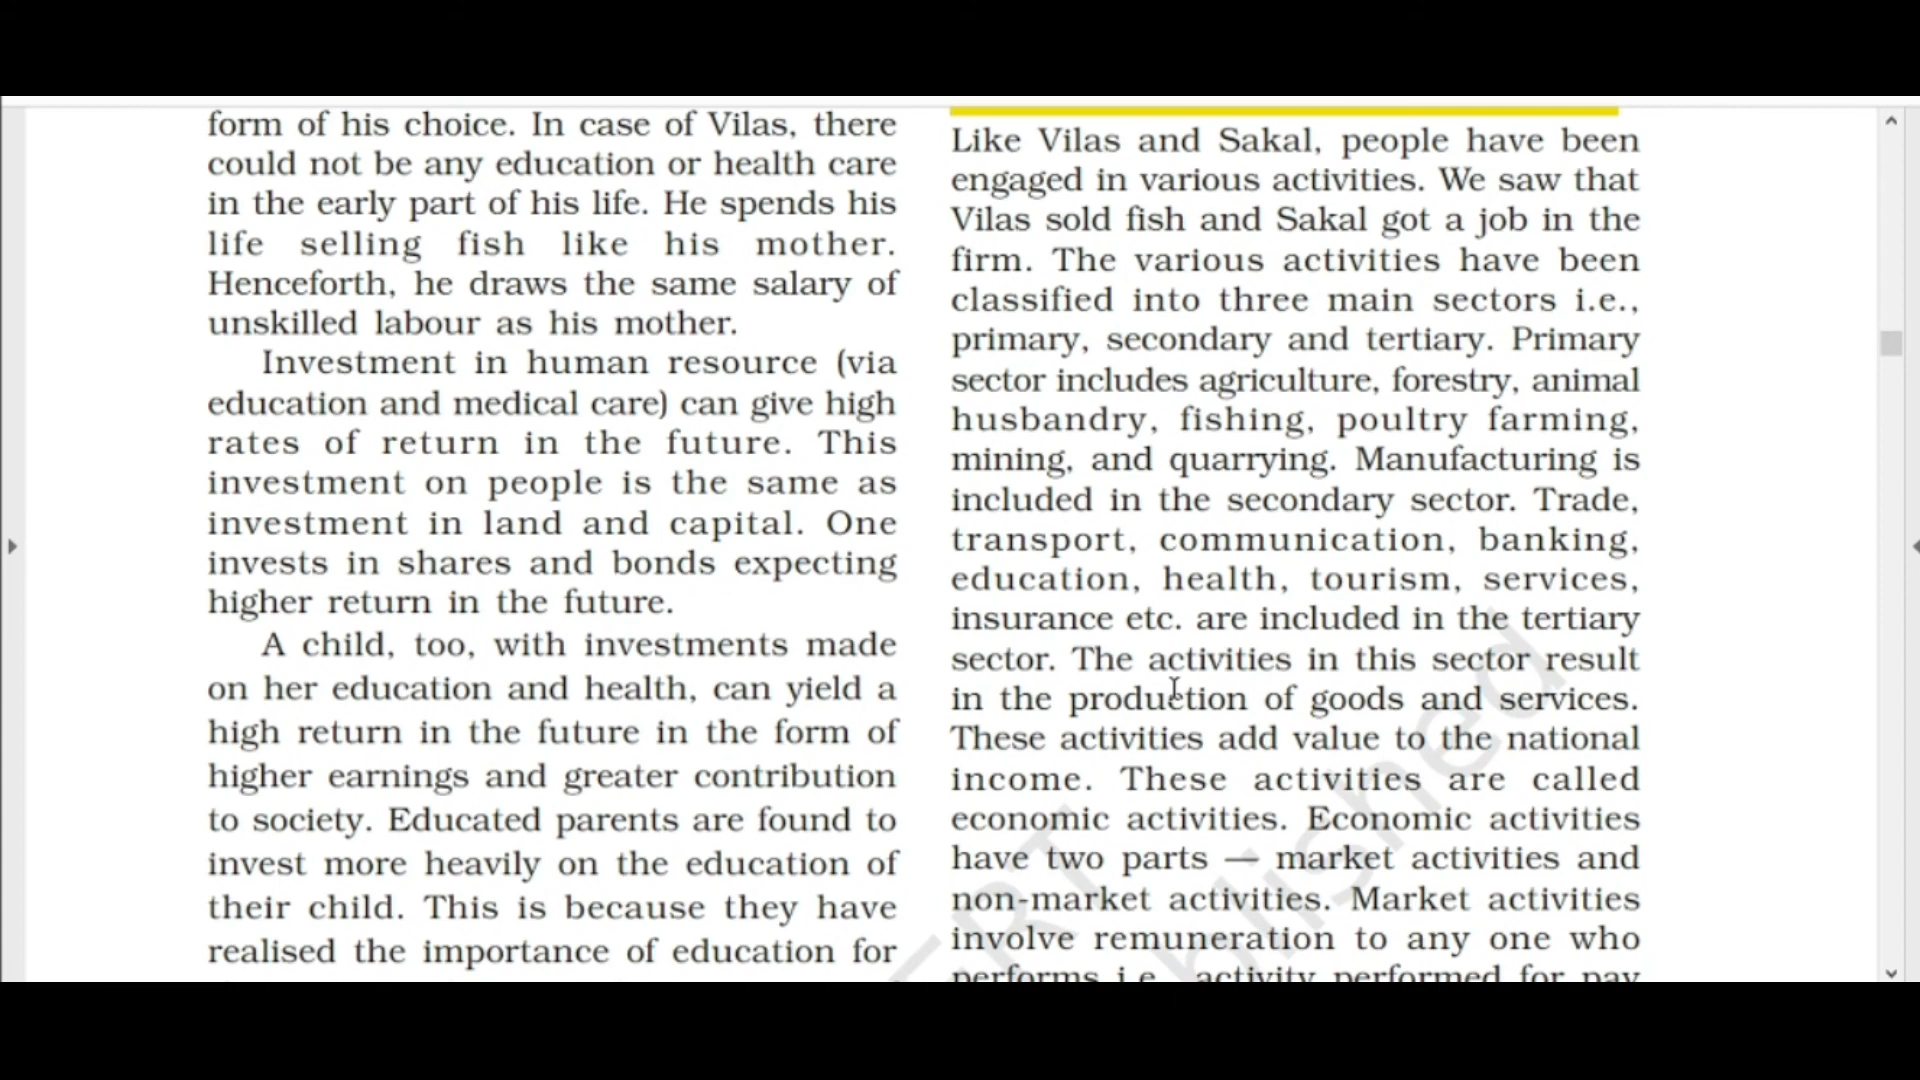 form of his choice. In case of Vilas, there
could not be any education or health care
in the early part of his life. He spends his
life selling fish like his mother.
Henceforth, he draws the same salary of
unskilled labour as his mother.
Investment in human resource (via
education and medical care) can give high
rates of return in the future. This
investment on people is the same as
investment in land and capital. One
invests in shares and bonds expecting
higher return in the future.
A child, too, with investments made
on her education and health, can yield a
high return in the future in the form of
higher earnings and greater contribution
to society. Educated parents are found to
invest more heavily on the education of
their child. This is because they have
realised the importance of education for
Like Vilas and Sakal, people have been
engaged in various activities. We saw that
Vilas sold fish and Sakal got a job in the
firm. The various activities have been
classified into three main sectors i.e.,
primary, secondary and tertiary. Primary
sector includes agriculture, forestry, animal
husbandry, fishing, poultry farming,
mining, and quarrying. Manufacturing is
included in the secondary sector. Trade,
transport, communication, banking,
education, health, tourism, services,
insurance etc. are included in the tertiary
sector. The activities in this sector result
in the production of goods and services.
These activities add value to the national
income. These activities are called
economic activities. Economic activities
have two parts — market activities and
non-market activities. Market activities
involve remuneration to any one who
performs i.e., activity performed for pay